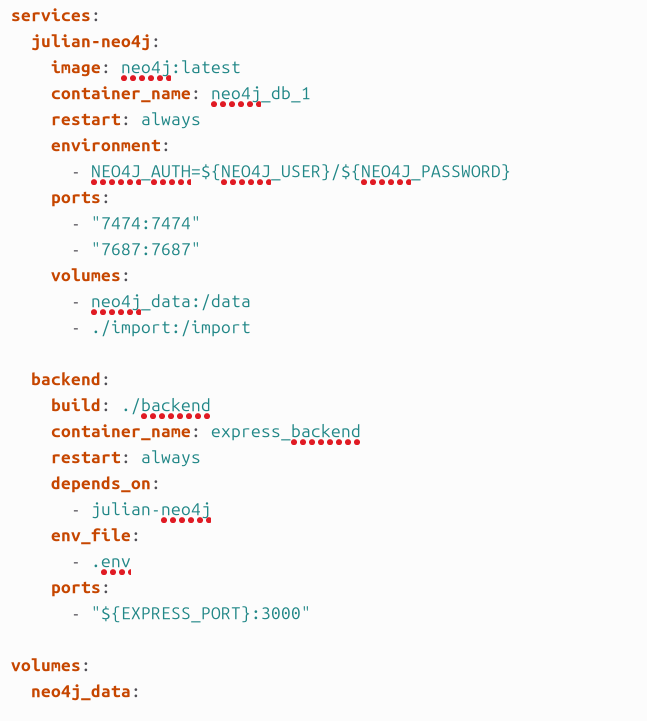 services:
  julian-neo4j:
    image: neo4j:latest
    container_name: neo4j_db_1
    restart: always
    environment:
      - NEO4J_AUTH=${NEO4J_USER}/${NEO4J_PASSWORD}
    ports:
      - "7474:7474"
      - "7687:7687"
    volumes:
      - neo4j_data:/data
      - ./import:/import

  backend:
    build: ./backend
    container_name: express_backend
    restart: always
    depends_on:
      - julian-neo4j
    env_file:
      - .env
    ports:
      - "${EXPRESS_PORT}:3000"

volumes:
  neo4j_data: